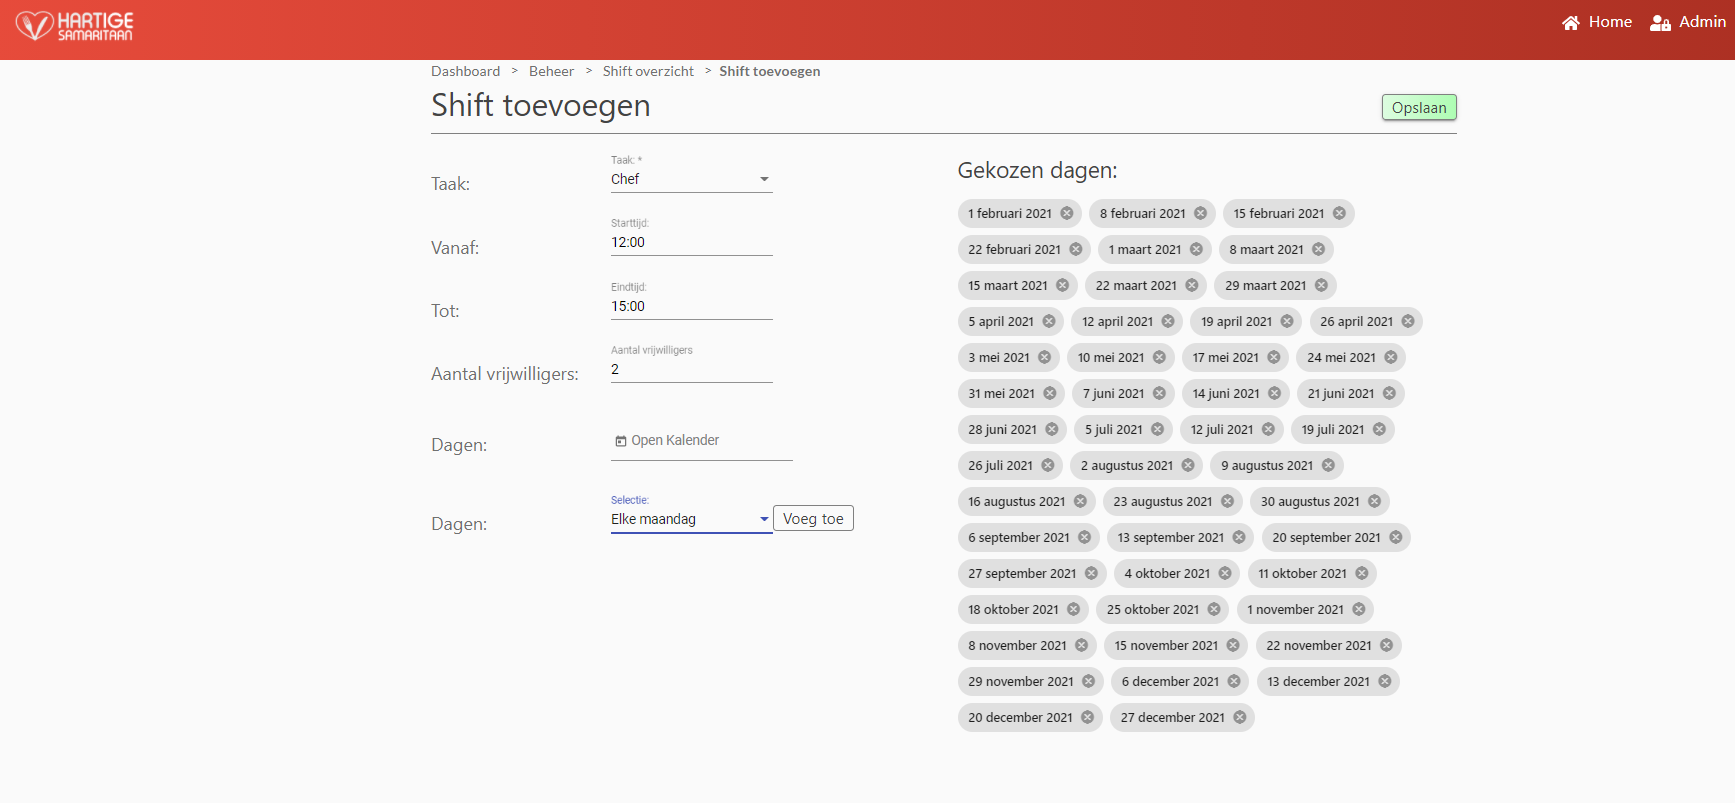 HARTIGE
SAMARITAAN
Home Admin
Dashboard > Beheer > Shift overzicht > Shift toevoegen
Shift toevoegen
Opslaan
Taak:
Taak: *
Chef
Vanaf:
Starttijd:
12:00
Tot:
Eindtijd:
15:00
Aantal vrijwilligers:
Aantal vrijwilligers
2
Dagen:
Open Kalender
Dagen:
Selectie:
Elke maandag
Voeg toe
Gekozen dagen:
1 februari 2021 8 februari 2021 15 februari 2021
22 februari 2021 1 maart 2021 8 maart 2021
15 maart 2021 22 maart 2021 29 maart 2021
5 april 2021 12 april 2021 19 april 2021 26 april 2021
3 mei 2021 10 mei 2021 17 mei 2021 24 mei 2021
31 mei 2021 7 juni 2021 14 juni 2021 21 juni 2021
28 juni 2021 5 juli 2021 12 juli 2021 19 juli 2021
26 juli 2021 2 augustus 2021 9 augustus 2021
16 augustus 2021 23 augustus 2021 30 augustus 2021
6 september 2021 13 september 2021 20 september 2021
27 september 2021 4 oktober 2021 11 oktober 2021
18 oktober 2021 25 oktober 2021 1 november 2021
8 november 2021 15 november 2021 22 november 2021
29 november 2021 6 december 2021 13 december 2021
20 december 2021 27 december 2021